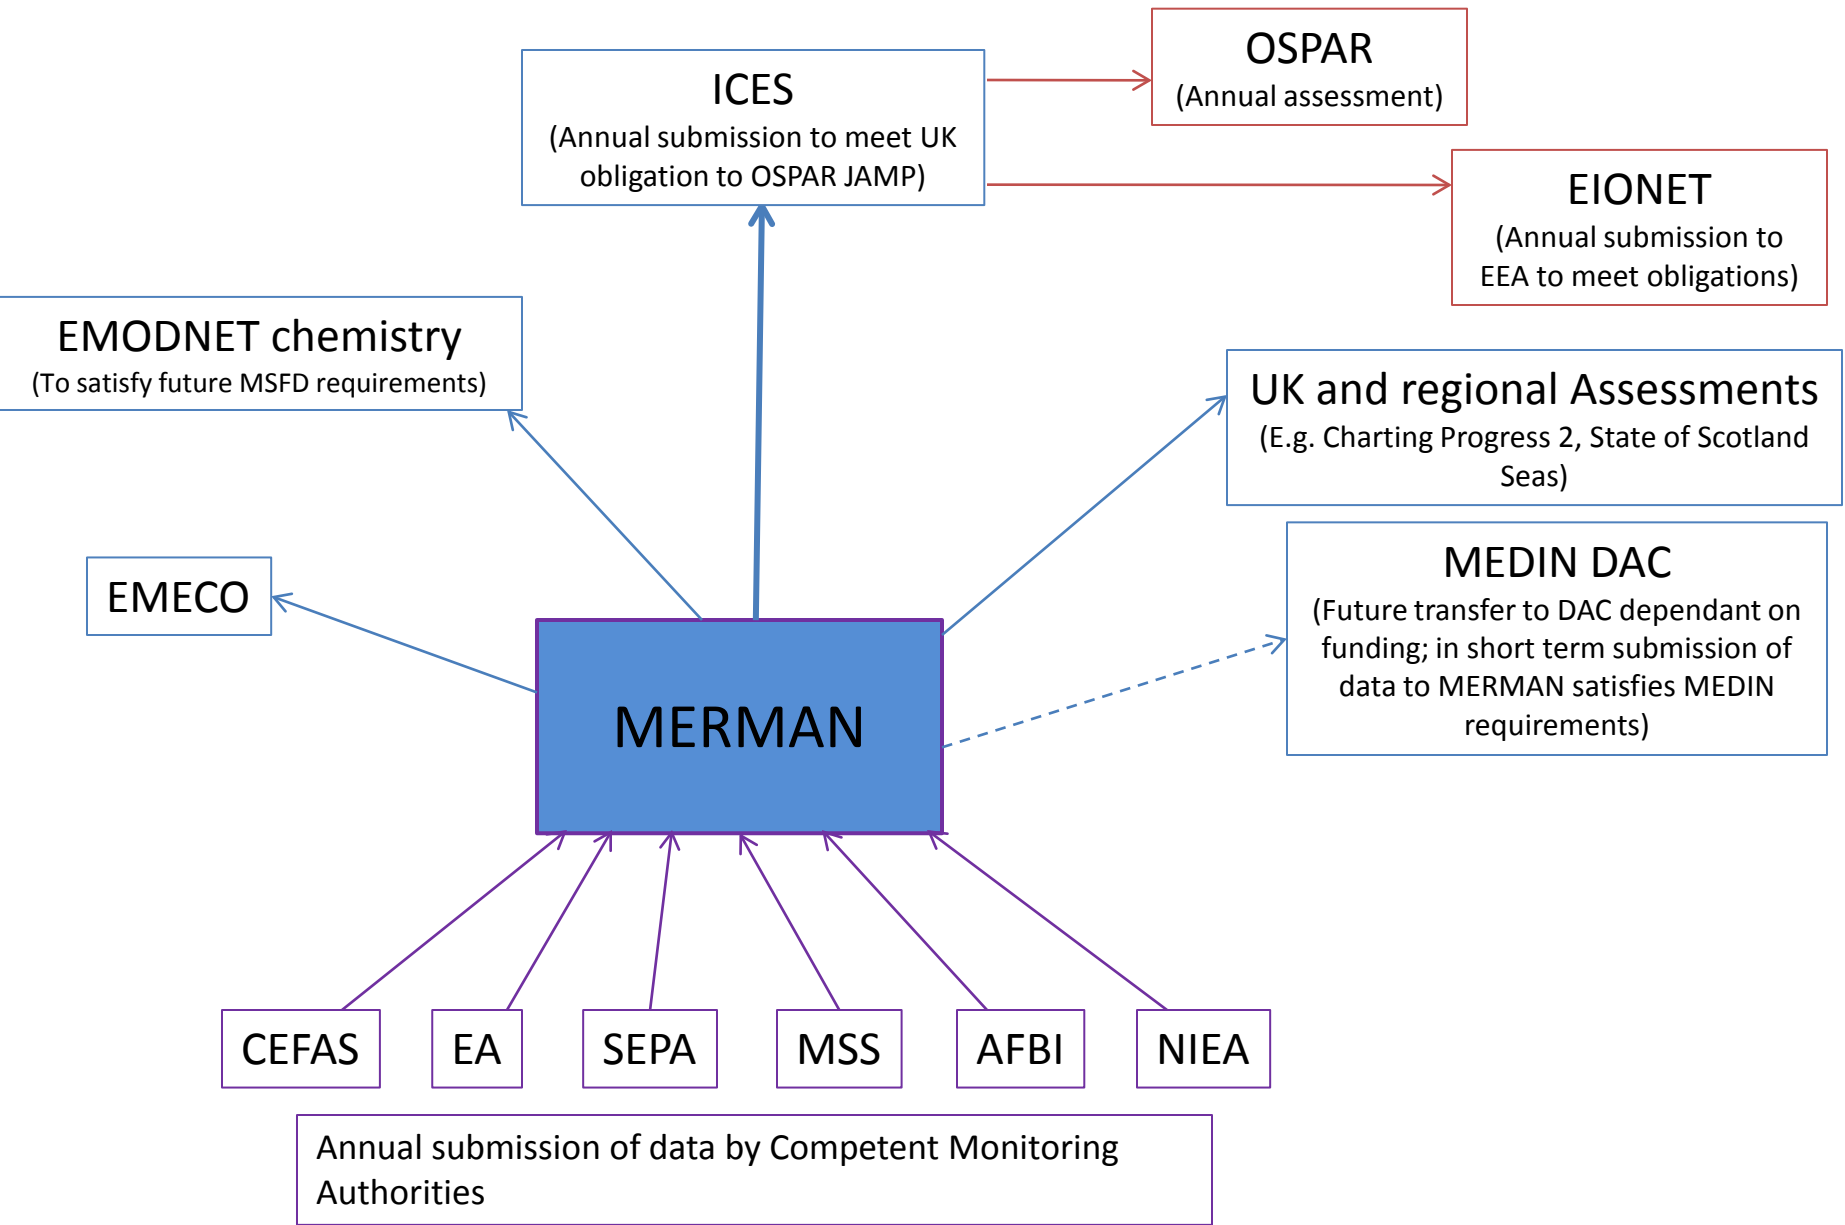 OSPAR
(Annual assessment)
ICES
(Annual submission to meet UK
obligation to OSPAR JAMP)
EIONET
(Annual submission to
EEA to meet obligations)
EMODNET chemistry
(To satisfy future MSFD requirements)
UK and regional Assessments
(E.g. Charting Progress 2, State of Scotland
Seas)
EMECO
MEDIN DAC
(Future transfer to DAC dependant on
funding; in short term submission of
data to MERMAN satisfies MEDIN
requirements)
MERMAN
CEFAS
EA
SEPA
MSS
AFBI
NIEA
Annual submission of data by Competent Monitoring
Authorities